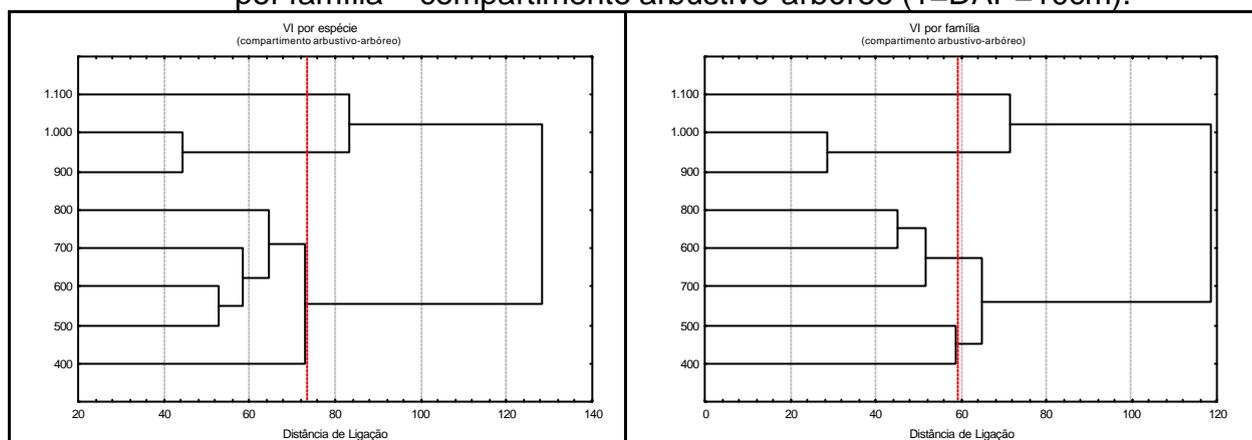 por família – compartimento arbustivo-arbóreo (1=DAP=10cm).
VI por espécie
(compartimento arbustivo-arbóreo)
1.100
1.000
900
800
700
600
500
400
20 40 60 80 100 120 140
Distância de Ligação
VI por família
(compartimento arbustivo-arbóreo)
1.100
1.000
900
800
600
700
500
400
0 20 40 60 80 100 120
Distância de Ligação